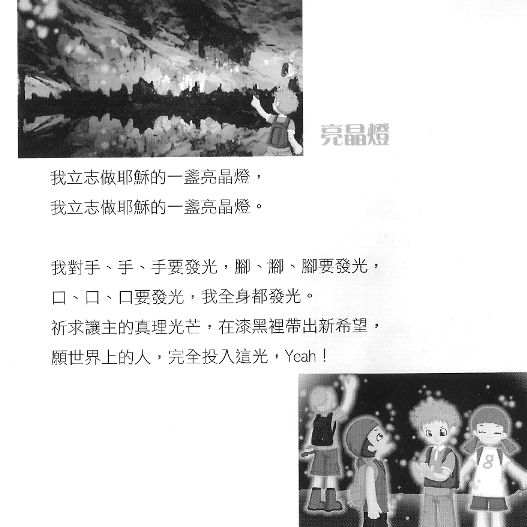 亮晶燈
我立志做耶穌的一盞亮晶燈，
我立志做耶穌的一盞亮晶燈。
我對手、手、手要發光，腳、腳、腳要發光，
口、口、口要發光，我全身都發光。
祈求讓主的真理光芒，在漆黑裡帶出新希望，
願世界上的人，完全投入這光，Yeah！
g